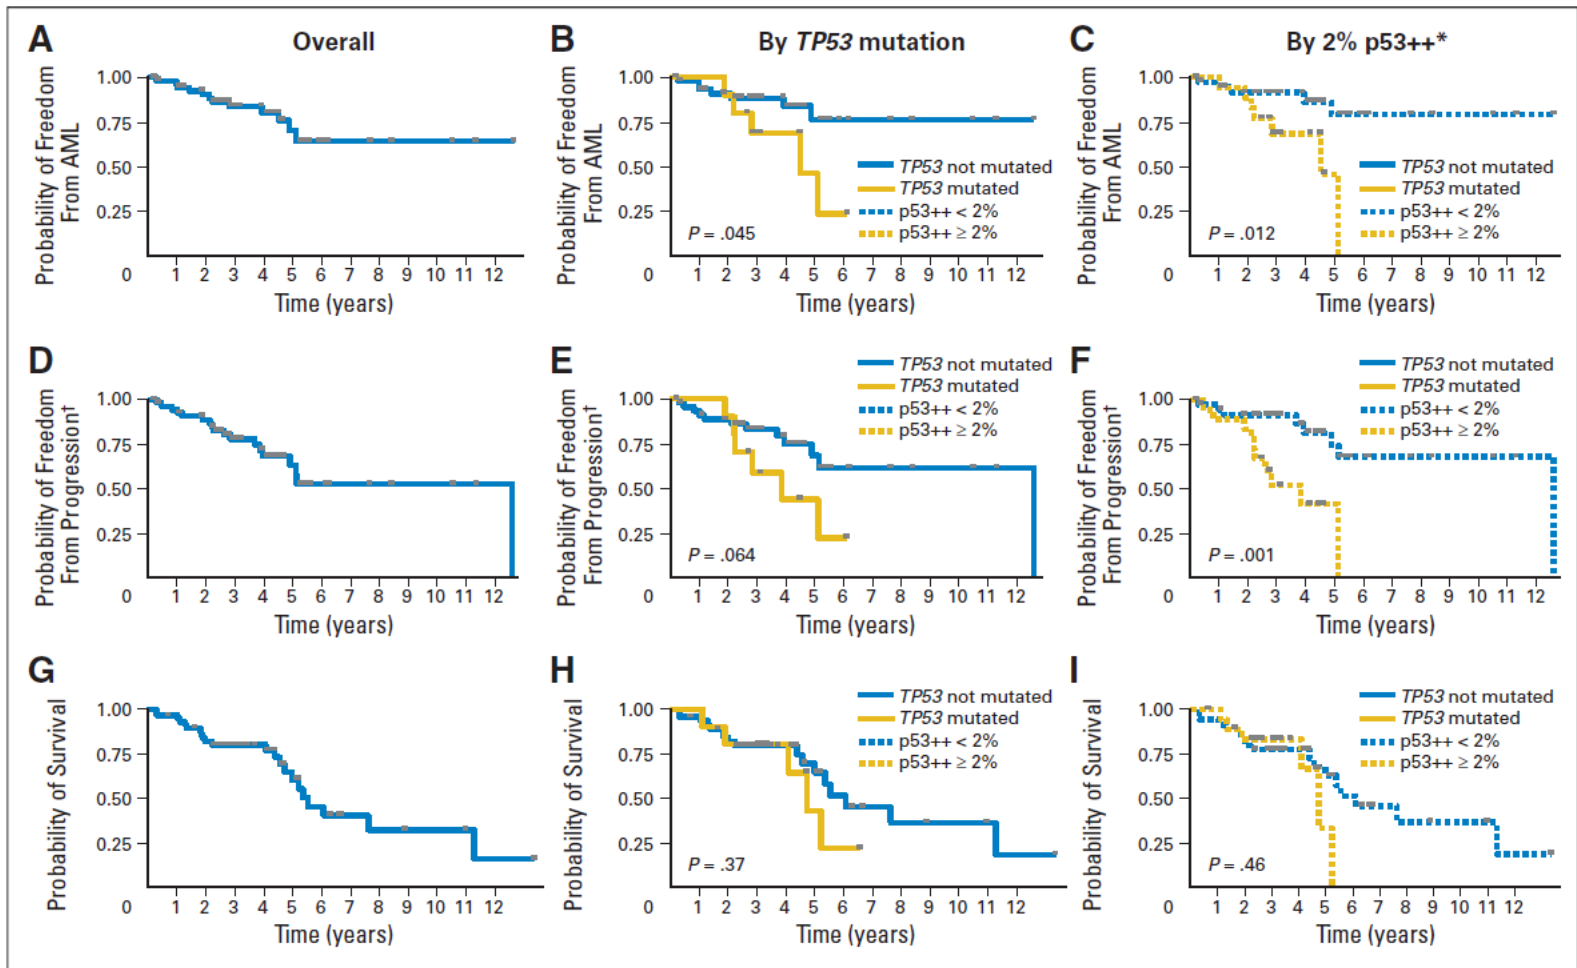 A
Overall
1.00
0.75
0.50
0.25
0
1 2 3 4 5 6 7 8 9 10 11 12
Probability of Freedom
From AML
Time (years)
B
By TP53 mutation
1.00
0.75
0.50
0.25
0
1 2 3 4 5 6 7 8 9 10 11 12
Probability of Freedom
From AML
Time (years)
TP53 not mutated
TP53 mutated
p53++ < 2%
p53++ ≥ 2%
P = .045
C
By 2% p53++*
1.00
0.75
0.50
0.25
0
1 2 3 4 5 6 7 8 9 10 11 12
Probability of Freedom
From AML
Time (years)
TP53 not mutated
TP53 mutated
p53++ < 2%
p53++ ≥ 2%
P = .012
D
1.00
0.75
0.50
0.25
0
1 2 3 4 5 6 7 8 9 10 11 12
Probability of Freedom
From Progression†
Time (years)
E
1.00
0.75
0.50
0.25
0
1 2 3 4 5 6 7 8 9 10 11 12
Probability of Freedom
From Progression†
Time (years)
TP53 not mutated
TP53 mutated
p53++ < 2%
p53++ ≥ 2%
P = .064
F
1.00
0.75
0.50
0.25
0
1 2 3 4 5 6 7 8 9 10 11 12
Probability of Freedom
From Progression†
Time (years)
TP53 not mutated
TP53 mutated
p53++ < 2%
p53++ ≥ 2%
P = .001
G
1.00
0.75
0.50
0.25
0
1 2 3 4 5 6 7 8 9 10 11 12
Probability of Survival
Time (years)
H
1.00
0.75
0.50
0.25
0
1 2 3 4 5 6 7 8 9 10 11 12
Probability of Survival
Time (years)
TP53 not mutated
TP53 mutated
p53++ < 2%
p53++ ≥ 2%
P = .37
I
1.00
0.75
0.50
0.25
0
1 2 3 4 5 6 7 8 9 10 11 12
Probability of Survival
Time (years)
TP53 not mutated
TP53 mutated
p53++ < 2%
p53++ ≥ 2%
P = .46